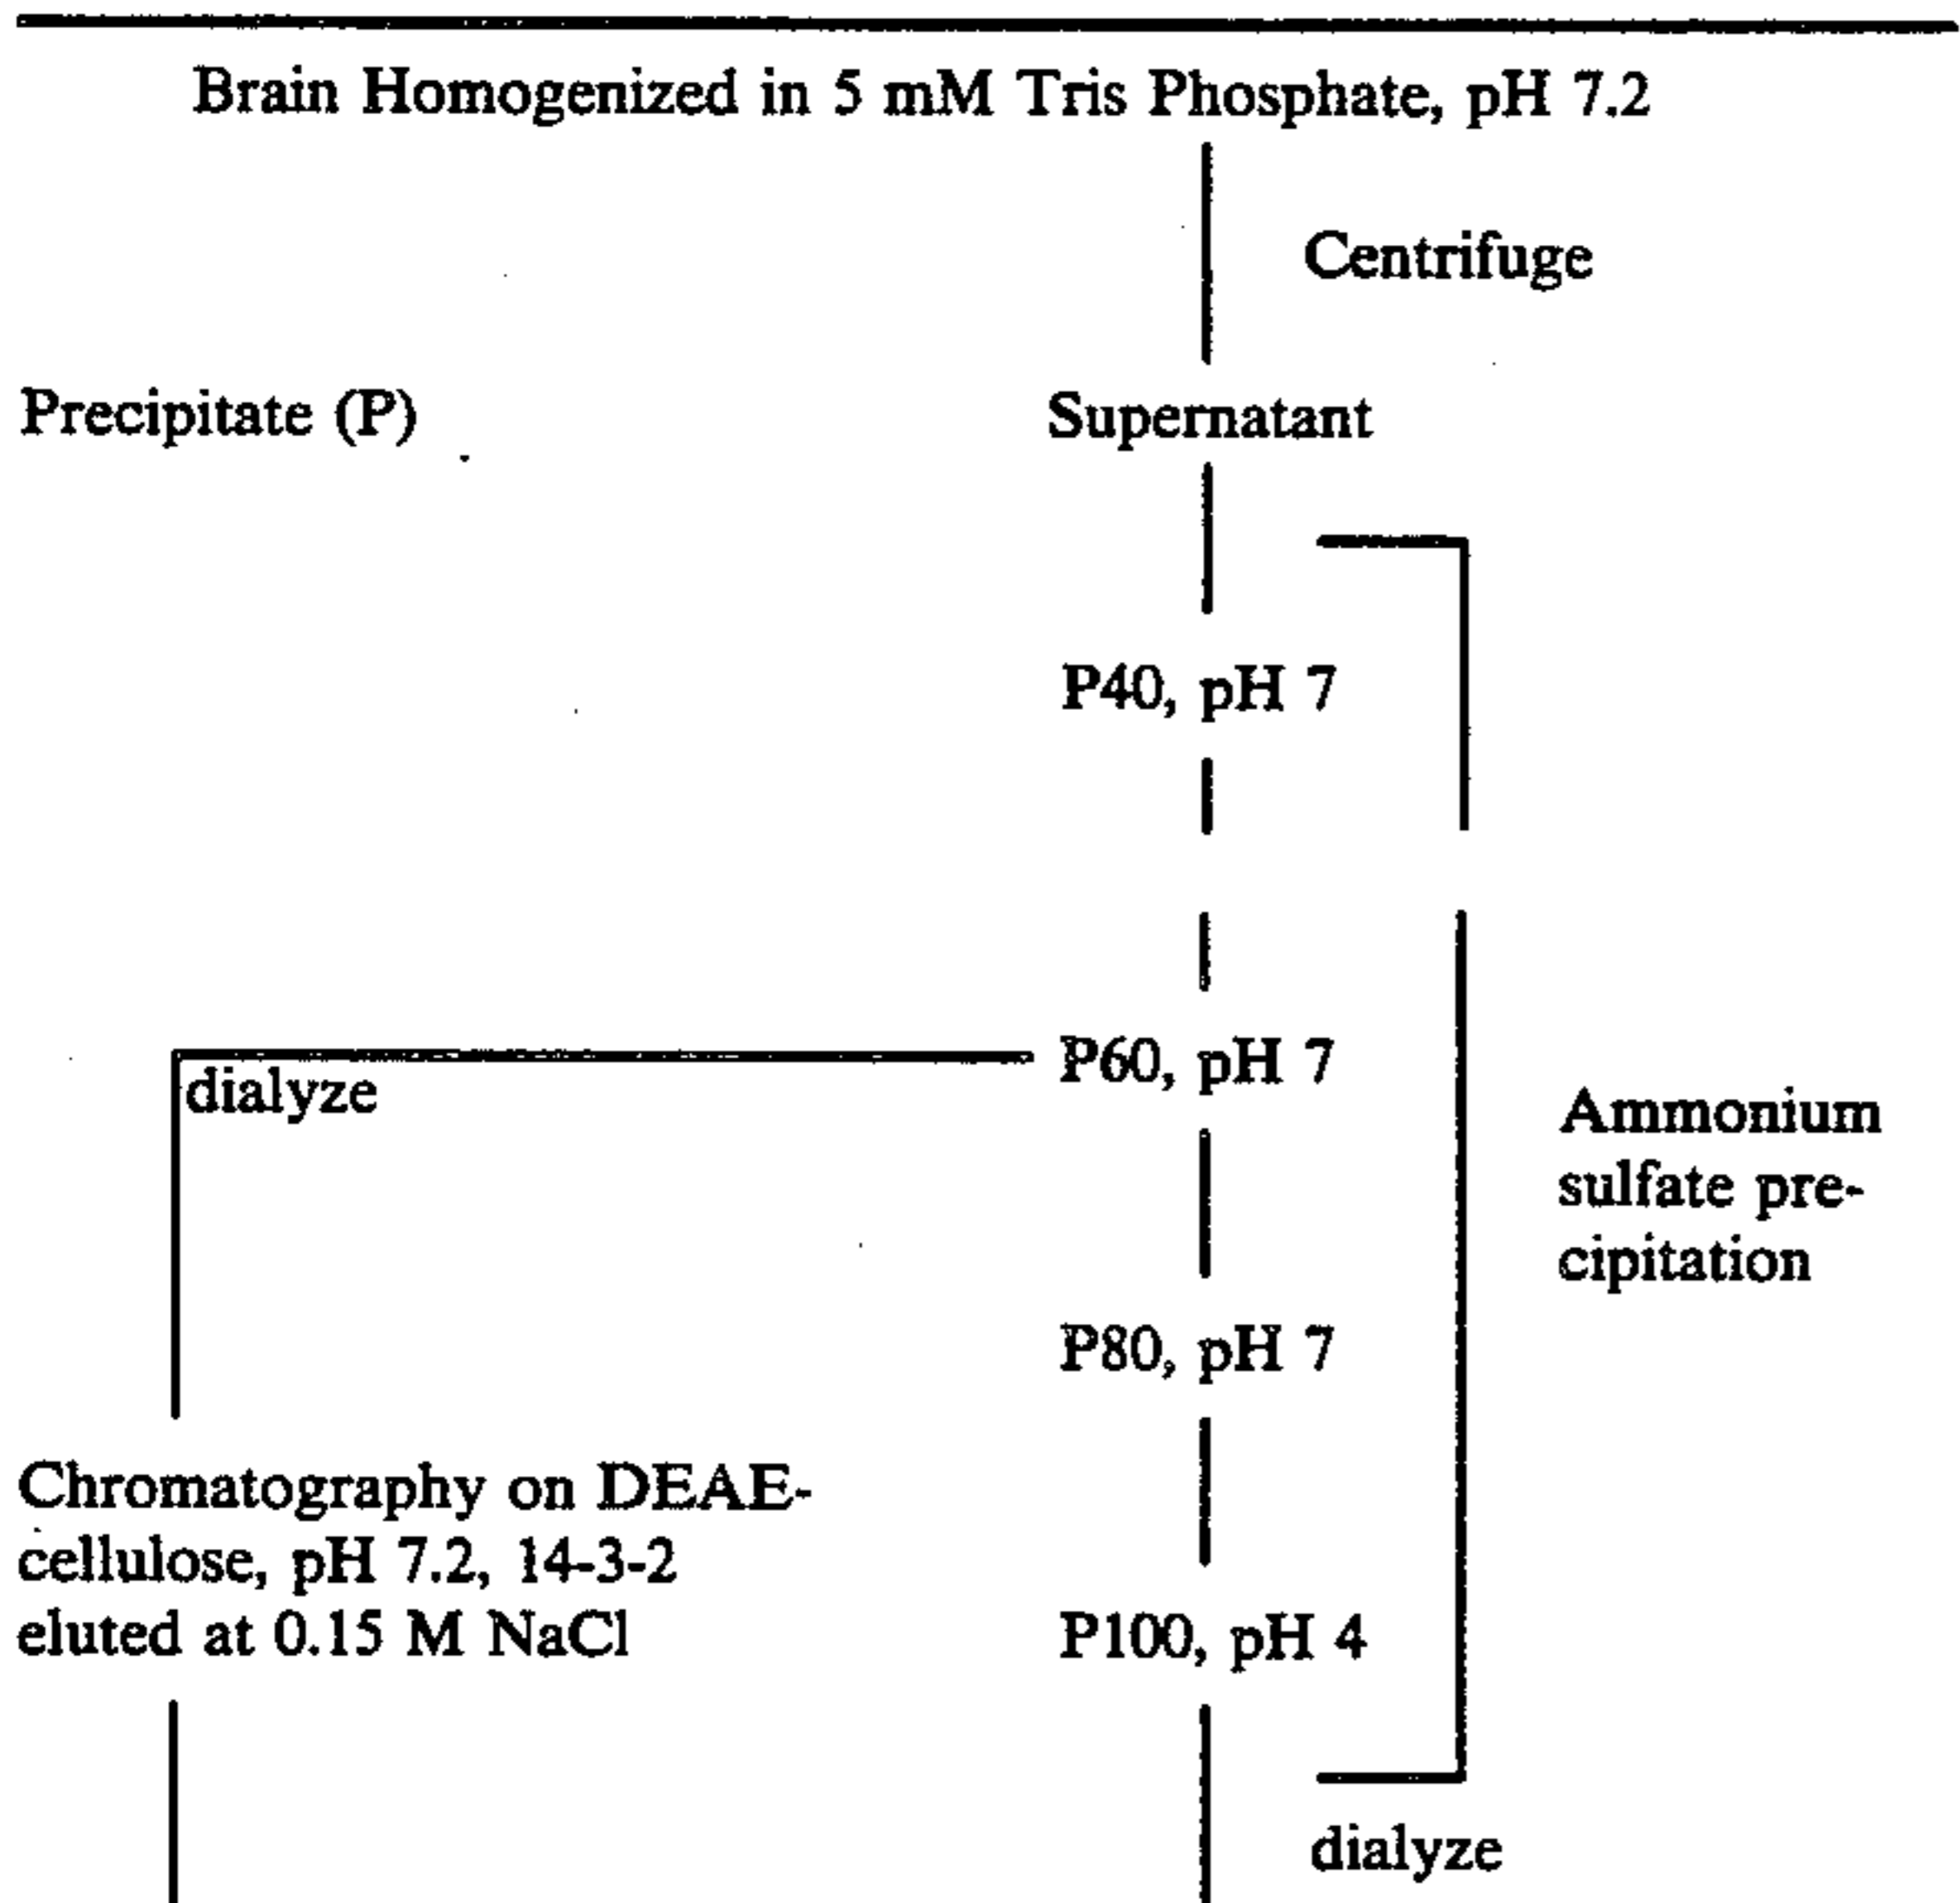 Brain Homogenized in 5 mM Tris Phosphate, pH 7.2
Centrifuge
Precipitate (P)
Supernatant
P40, pH 7
P60, pH 7
dialyze
Ammonium
sulfate pre-
cipitation
P80, pH 7
Chromatography on DEAE-
cellulose, pH 7.2, 14-3-2
eluted at 0.15 M NaCl
P100, pH 4
dialyze